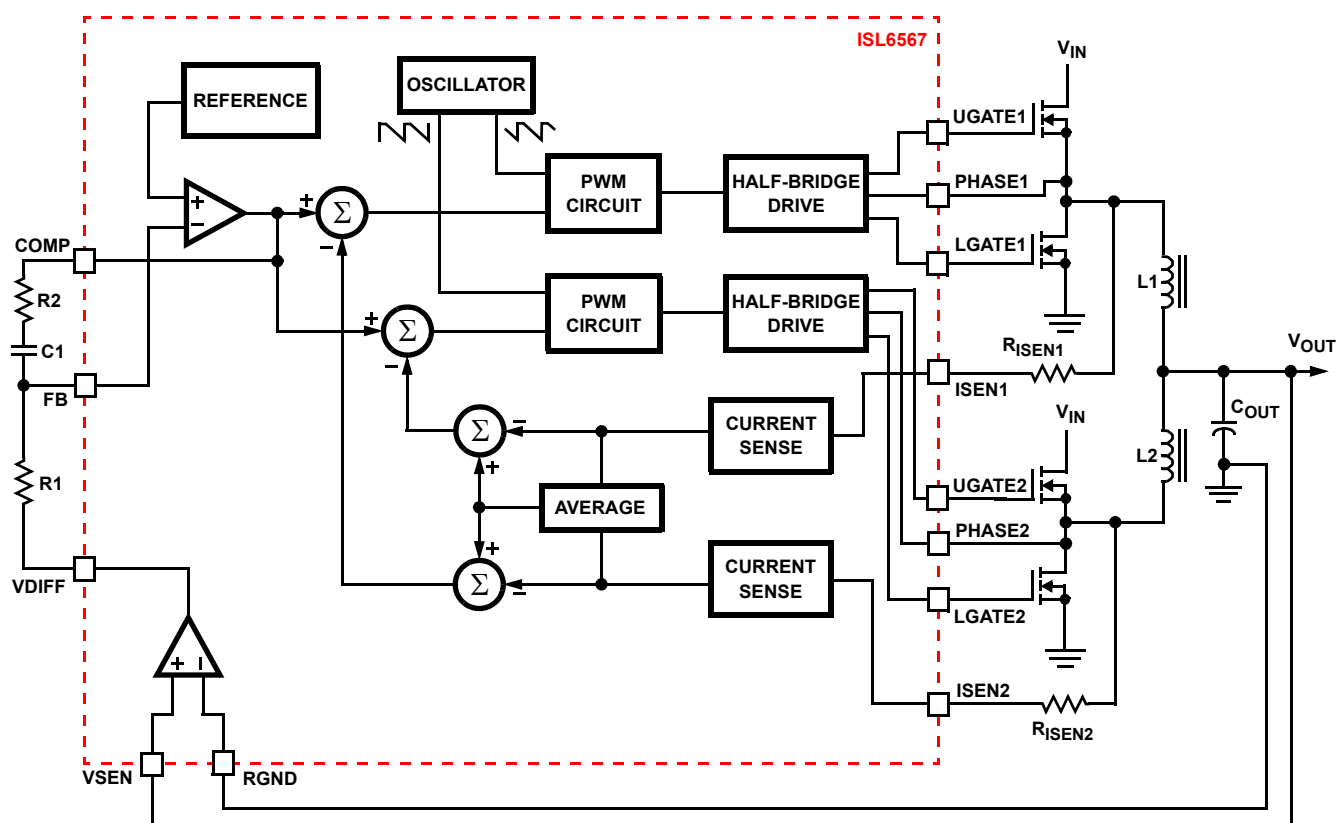 ISL6567
VIN
REFERENCE
OSCILLATOR
UGATE1
+
−
+
Σ
−
PWM
CIRCUIT
HALF-BRIDGE
DRIVE
PHASE1
COMP
LGATE1
R2
L1
+
Σ
−
PWM
CIRCUIT
HALF-BRIDGE
DRIVE
C1
RISEN1
VOUT
FB
ISEN1
COUT
Σ
−
+
CURRENT
SENSE
VIN
L2
R1
AVERAGE
UGATE2
PHASE2
+
Σ
−
CURRENT
SENSE
VDIFF
LGATE2
+
−
ISEN2
RISEN2
VSEN
RGND